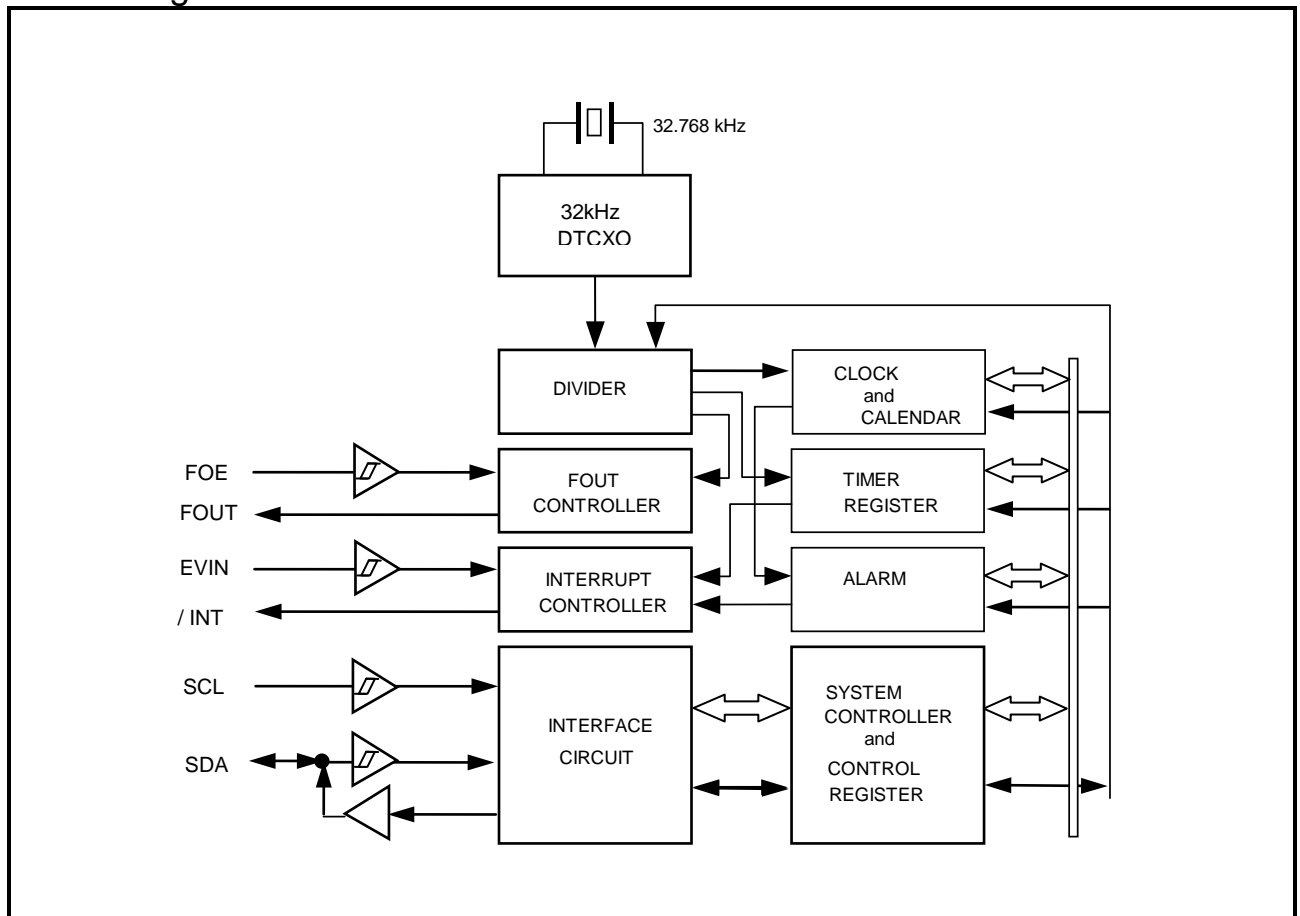 32.768 kHz
32kHz
DTCXO
DIVIDER
CLOCK
and
CALENDAR
FOE
FOUT
FOUT
CONTROLLER
TIMER
REGISTER
EVIN
/ INT
INTERRUPT
CONTROLLER
ALARM
SCL
SDA
INTERFACE
CIRCUIT
SYSTEM
CONTROLLER
and
CONTROL
REGISTER